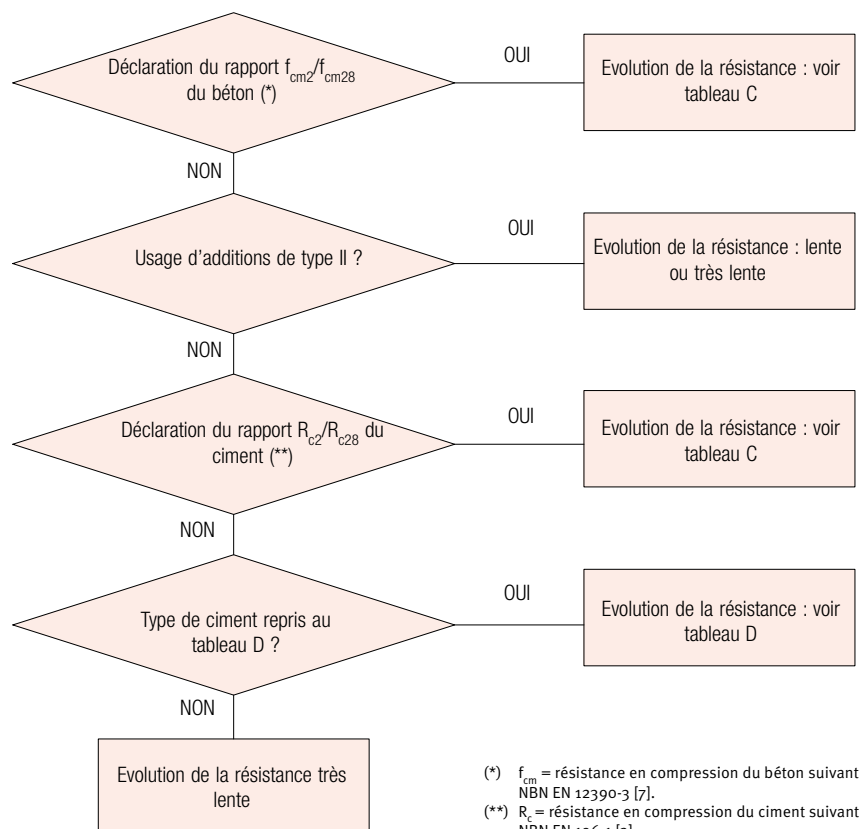 Déclaration du rapport fcm2/fcm28
du béton (*)
OUI
Evolution de la résistance : voir
tableau C
NON
Usage d'additions de type II ?
OUI
Evolution de la résistance : lente
ou très lente
NON
Déclaration du rapport Rc2/Rc28 du
ciment (**)
OUI
Evolution de la résistance : voir
tableau C
NON
Type de ciment repris au
tableau D ?
OUI
Evolution de la résistance : voir
tableau D
NON
Evolution de la résistance très
lente
(*) fcm = résistance en compression du béton suivant
NBN EN 12390-3 [7].
(**) Rc = résistance en compression du ciment suivant
NBN EN 196-1